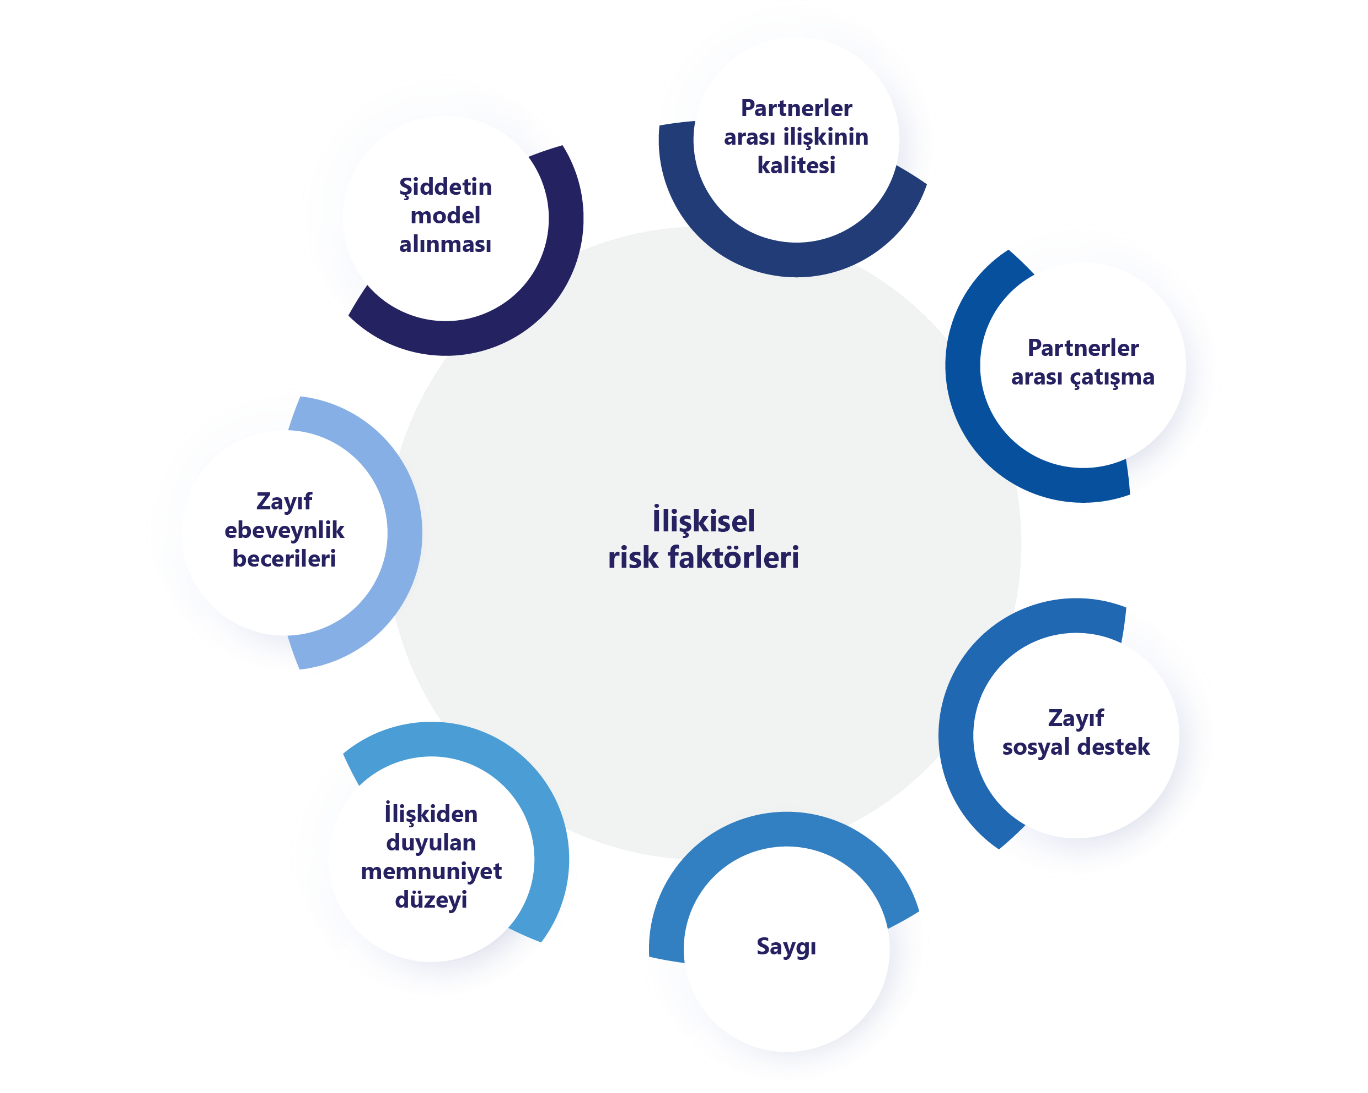 Partnerler
arası ilişkinin
kalitesi
Şiddetin
model
alınması
Partnerler
arası çatışma
Zayıf
ebeveynlik
becerileri
İlişkisel
risk faktörleri
Zayıf
sosyal destek
İlişkiden
duyulan
memnuniyet
düzeyi
Saygı